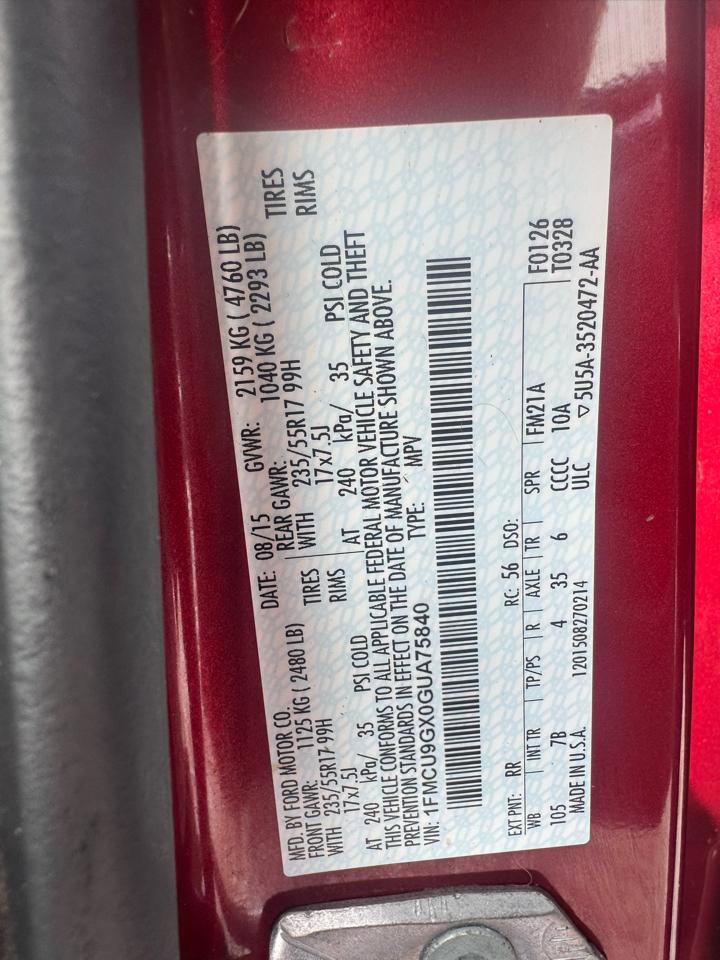 MFD. BY FORD MOTOR CO. DATE: 08/15 GVWR: 2159 KG ( 4760 LB)
FRONT GAWR: 1125 KG ( 2480 LB) REAR GAWR: 1040 KG ( 2293 LB)
WITH 235/55R17 99H TIRES WITH 235/55R17 99H TIRES
17x7.5J RIMS 17x7.5J RIMS
AT 240 kPa/ 35 PSI COLD AT 240 kPa/ 35 PSI COLD
THIS VEHICLE CONFORMS TO ALL APPLICABLE FEDERAL MOTOR VEHICLE SAFETY AND THEFT
PREVENTION STANDARDS IN EFFECT ON THE DATE OF MANUFACTURE SHOWN ABOVE.
VIN: 1FMCU9GX0GUA75840 TYPE: MPV
EXT PNT: RR RC: 56 DSO: F0126
WB INT TR TP/PS R AXLE TR SPR FM21A T0328
105 7B 4 35 6 CCCC 10A
MADE IN U.S.A. 1201508270214 ULC ▽5U5A-3520472-AA